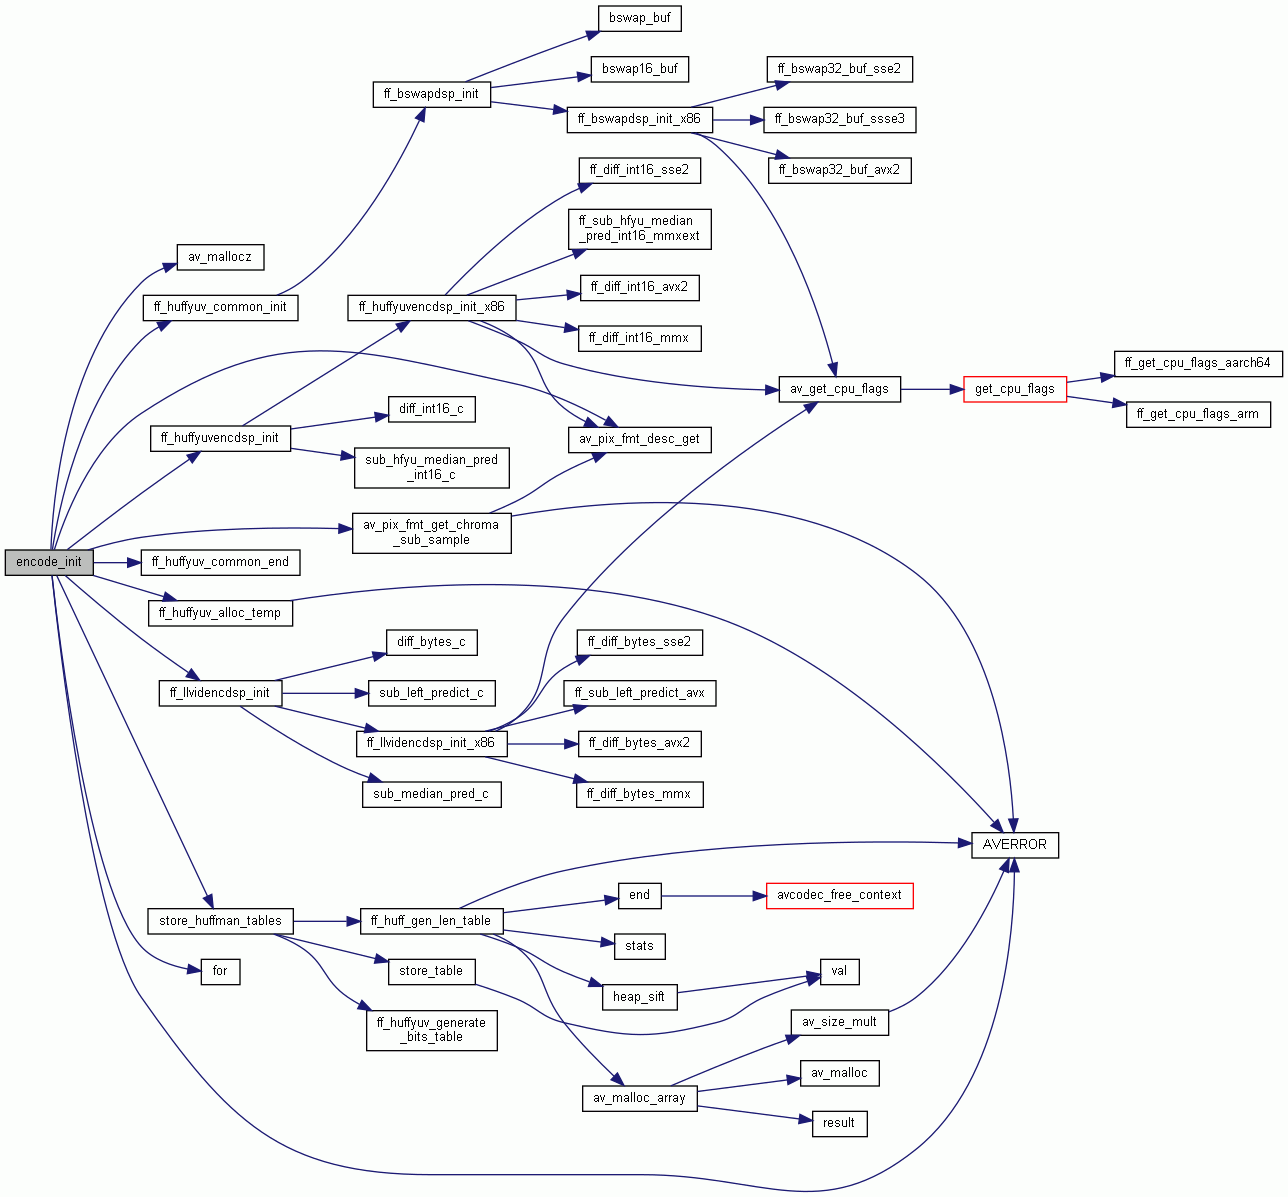 bswap_buf
bswap16_buf
ff_bswap32_buf_sse2
ff_bswapdsp_init
ff_bswapdsp_init_x86
ff_bswap32_buf_ssse3
ff_diff_int16_sse2
ff_bswap32_buf_avx2
ff_sub_hfyu_median
_pred_int16_mmxext
av_mallocz
ff_diff_int16_avx2
ff_huffyuv_common_init
ff_huffyuvencdsp_init_x86
ff_diff_int16_mmx
ff_get_cpu_flags_aarch64
av_get_cpu_flags
get_cpu_flags
diff_int16_c
ff_get_cpu_flags_arm
ff_huffyuvencdsp_init
av_pix_fmt_desc_get
sub_hfyu_median_pred
_int16_c
av_pix_fmt_get_chroma
_sub_sample
encode_init
ff_huffyuv_common_end
ff_huffyuv_alloc_temp
diff_bytes_c
ff_diff_bytes_sse2
ff_llvidencdsp_init
sub_left_predict_c
ff_sub_left_predict_avx
ff_llvidencdsp_init_x86
ff_diff_bytes_avx2
sub_median_pred_c
ff_diff_bytes_mmx
AVERROR
end
avcodec_free_context
store_huffman_tables
ff_huff_gen_len_table
stats
for
store_table
val
heap_sift
ff_huffyuv_generate
_bits_table
av_size_mult
av_malloc
av_malloc_array
result